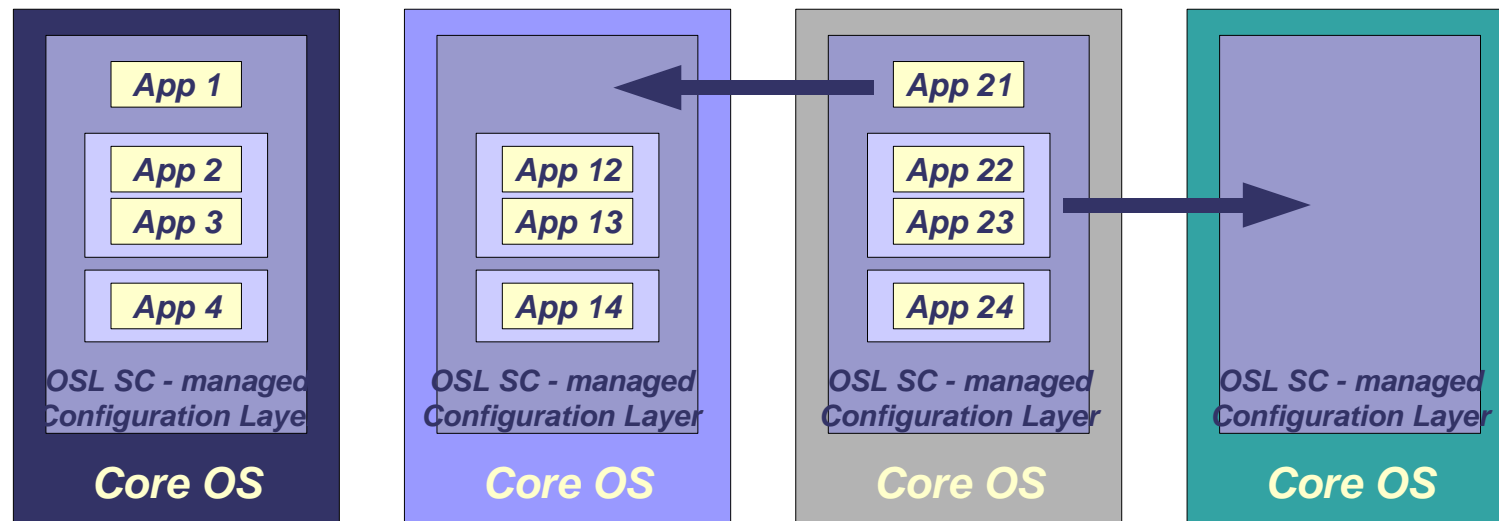 App 1
App 2
App 3
App 4
OSL SC - managed
Configuration Layer
Core OS
App 12
App 13
App 14
OSL SC - managed
Configuration Layer
Core OS
App 21
App 22
App 23
App 24
OSL SC - managed
Configuration Layer
Core OS
OSL SC - managed
Configuration Layer
Core OS